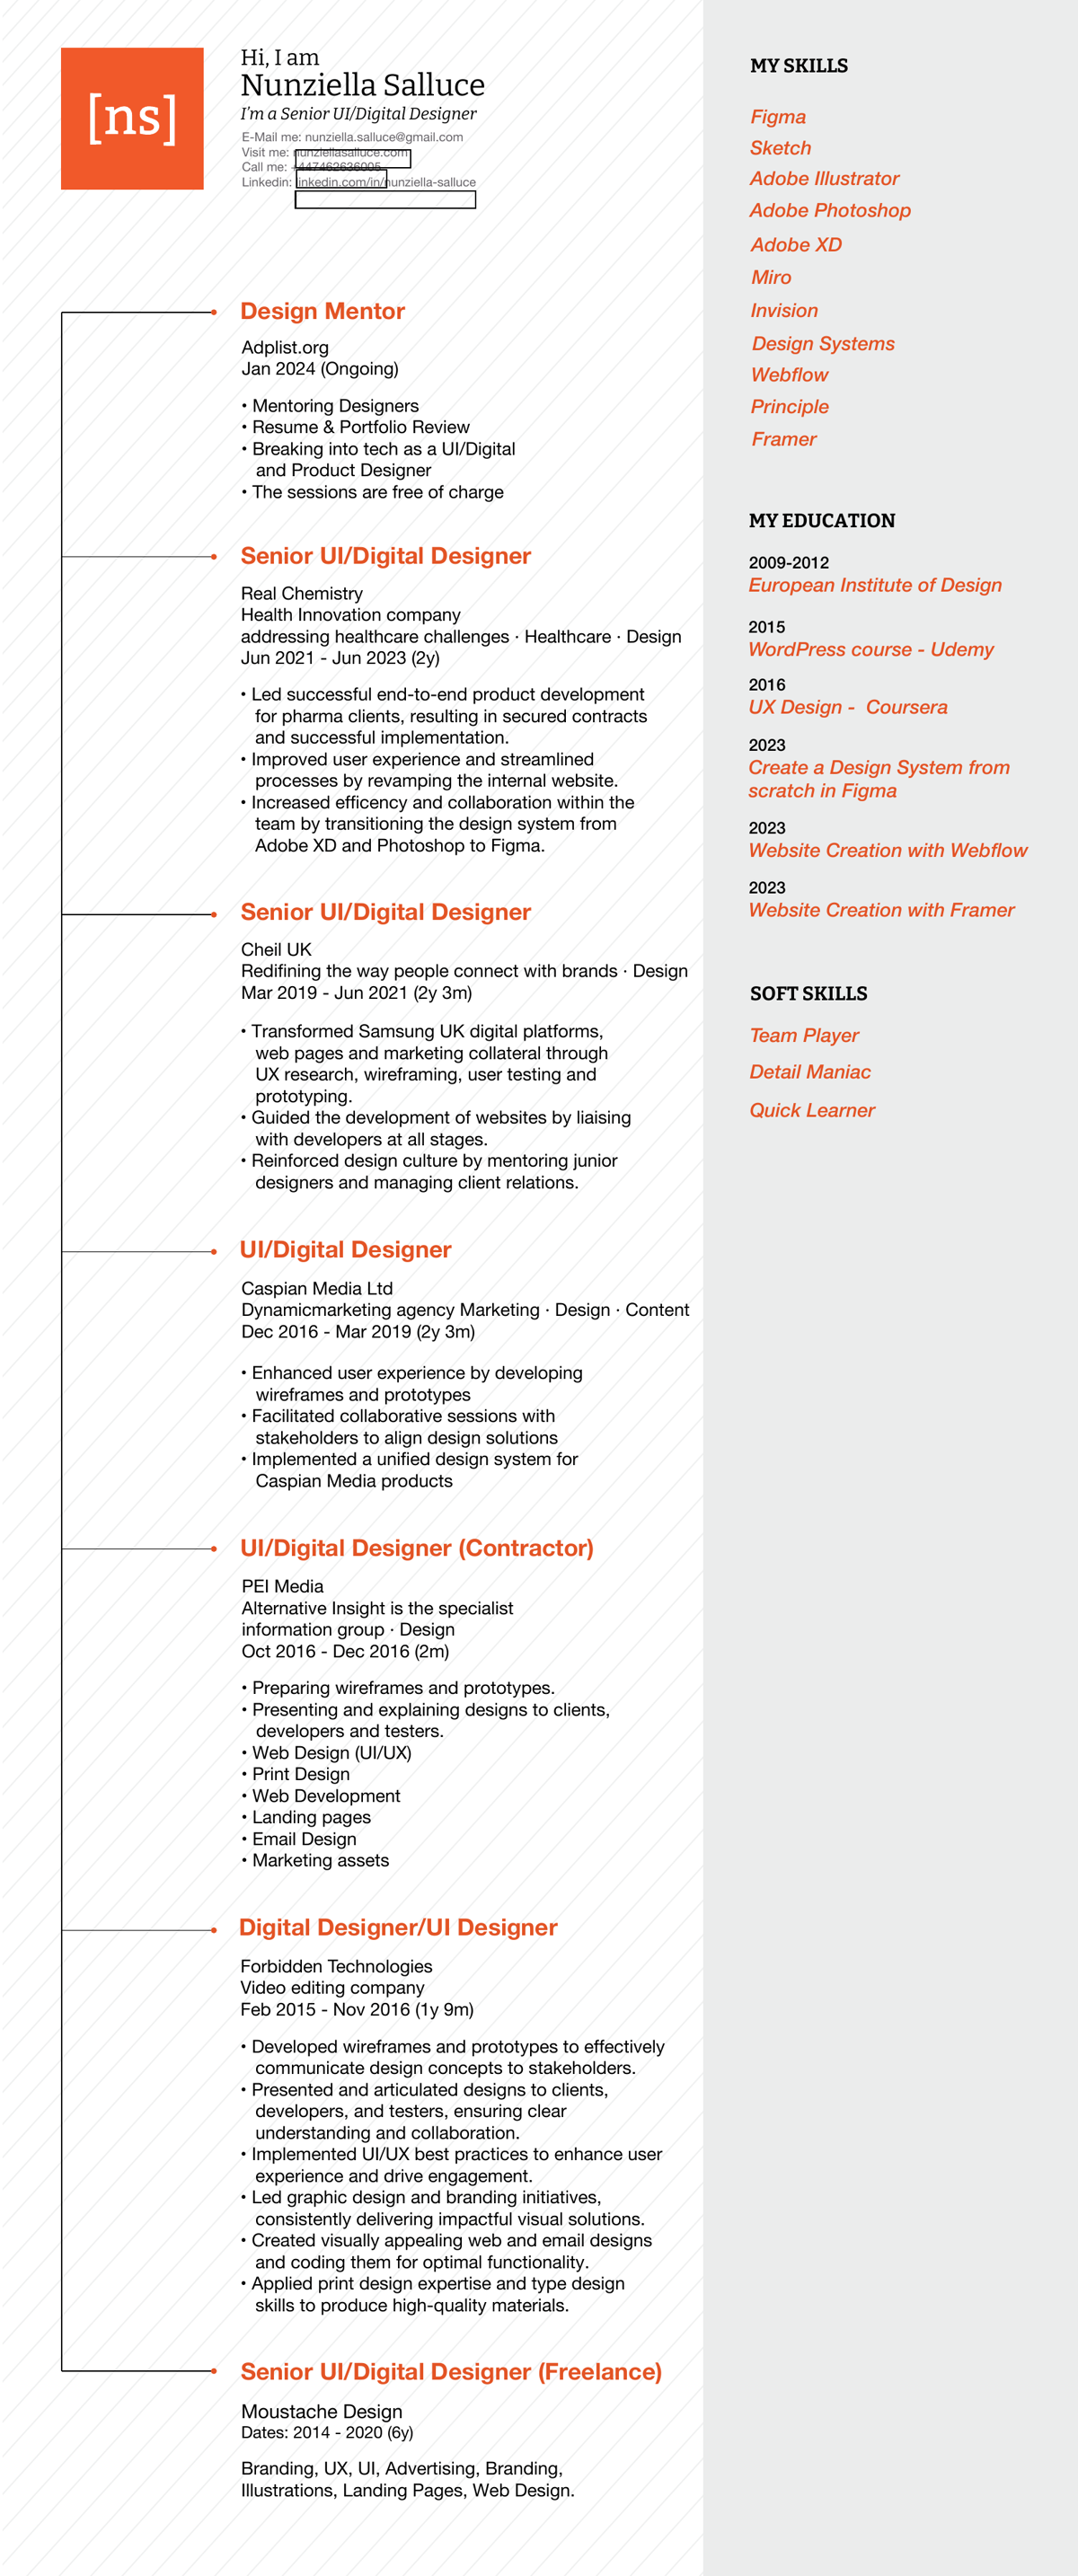 [ns]
Hi, I am
Nunziella Salluce
I'm a Senior UI/Digital Designer
E-Mail me: nunziella.salluce@gmail.com
Visit me: nunziellasalluce.com
Call me: +447462636005
Linkedin: linkedin.com/in/nunziella-salluce
Design Mentor
Adplist.org
Jan 2024 (Ongoing)
• Mentoring Designers
• Resume & Portfolio Review
• Breaking into tech as a UI/Digital
and Product Designer
• The sessions are free of charge
Senior UI/Digital Designer
Real Chemistry
Health Innovation company
addressing healthcare challenges · Healthcare · Design
Jun 2021 - Jun 2023 (2y)
• Led successful end-to-end product development
for pharma clients, resulting in secured contracts
and successful implementation.
• Improved user experience and streamlined
processes by revamping the internal website.
• Increased efficency and collaboration within the
team by transitioning the design system from
Adobe XD and Photoshop to Figma.
Senior UI/Digital Designer
Cheil UK
Redifining the way people connect with brands · Design
Mar 2019 - Jun 2021 (2y 3m)
• Transformed Samsung UK digital platforms,
web pages and marketing collateral through
UX research, wireframing, user testing and
prototyping.
• Guided the development of websites by liaising
with developers at all stages.
• Reinforced design culture by mentoring junior
designers and managing client relations.
UI/Digital Designer
Caspian Media Ltd
Dynamicmarketing agency Marketing · Design · Content
Dec 2016 - Mar 2019 (2y 3m)
• Enhanced user experience by developing
wireframes and prototypes
• Facilitated collaborative sessions with
stakeholders to align design solutions
• Implemented a unified design system for
Caspian Media products
UI/Digital Designer (Contractor)
PEI Media
Alternative Insight is the specialist
information group · Design
Oct 2016 - Dec 2016 (2m)
• Preparing wireframes and prototypes.
• Presenting and explaining designs to clients,
developers and testers.
• Web Design (UI/UX)
• Print Design
• Web Development
• Landing pages
• Email Design
• Marketing assets
Digital Designer/UI Designer
Forbidden Technologies
Video editing company
Feb 2015 - Nov 2016 (1y 9m)
• Developed wireframes and prototypes to effectively
communicate design concepts to stakeholders.
• Presented and articulated designs to clients,
developers, and testers, ensuring clear
understanding and collaboration.
• Implemented UI/UX best practices to enhance user
experience and drive engagement.
• Led graphic design and branding initiatives,
consistently delivering impactful visual solutions.
• Created visually appealing web and email designs
and coding them for optimal functionality.
• Applied print design expertise and type design
skills to produce high-quality materials.
Senior UI/Digital Designer (Freelance)
Moustache Design
Dates: 2014 - 2020 (6y)
Branding, UX, UI, Advertising, Branding,
Illustrations, Landing Pages, Web Design.
MY SKILLS
Figma
Sketch
Adobe Illustrator
Adobe Photoshop
Adobe XD
Miro
Invision
Design Systems
Webflow
Principle
Framer
MY EDUCATION
2009-2012
European Institute of Design
2015
WordPress course - Udemy
2016
UX Design - Coursera
2023
Create a Design System from
scratch in Figma
2023
Website Creation with Webflow
2023
Website Creation with Framer
SOFT SKILLS
Team Player
Detail Maniac
Quick Learner